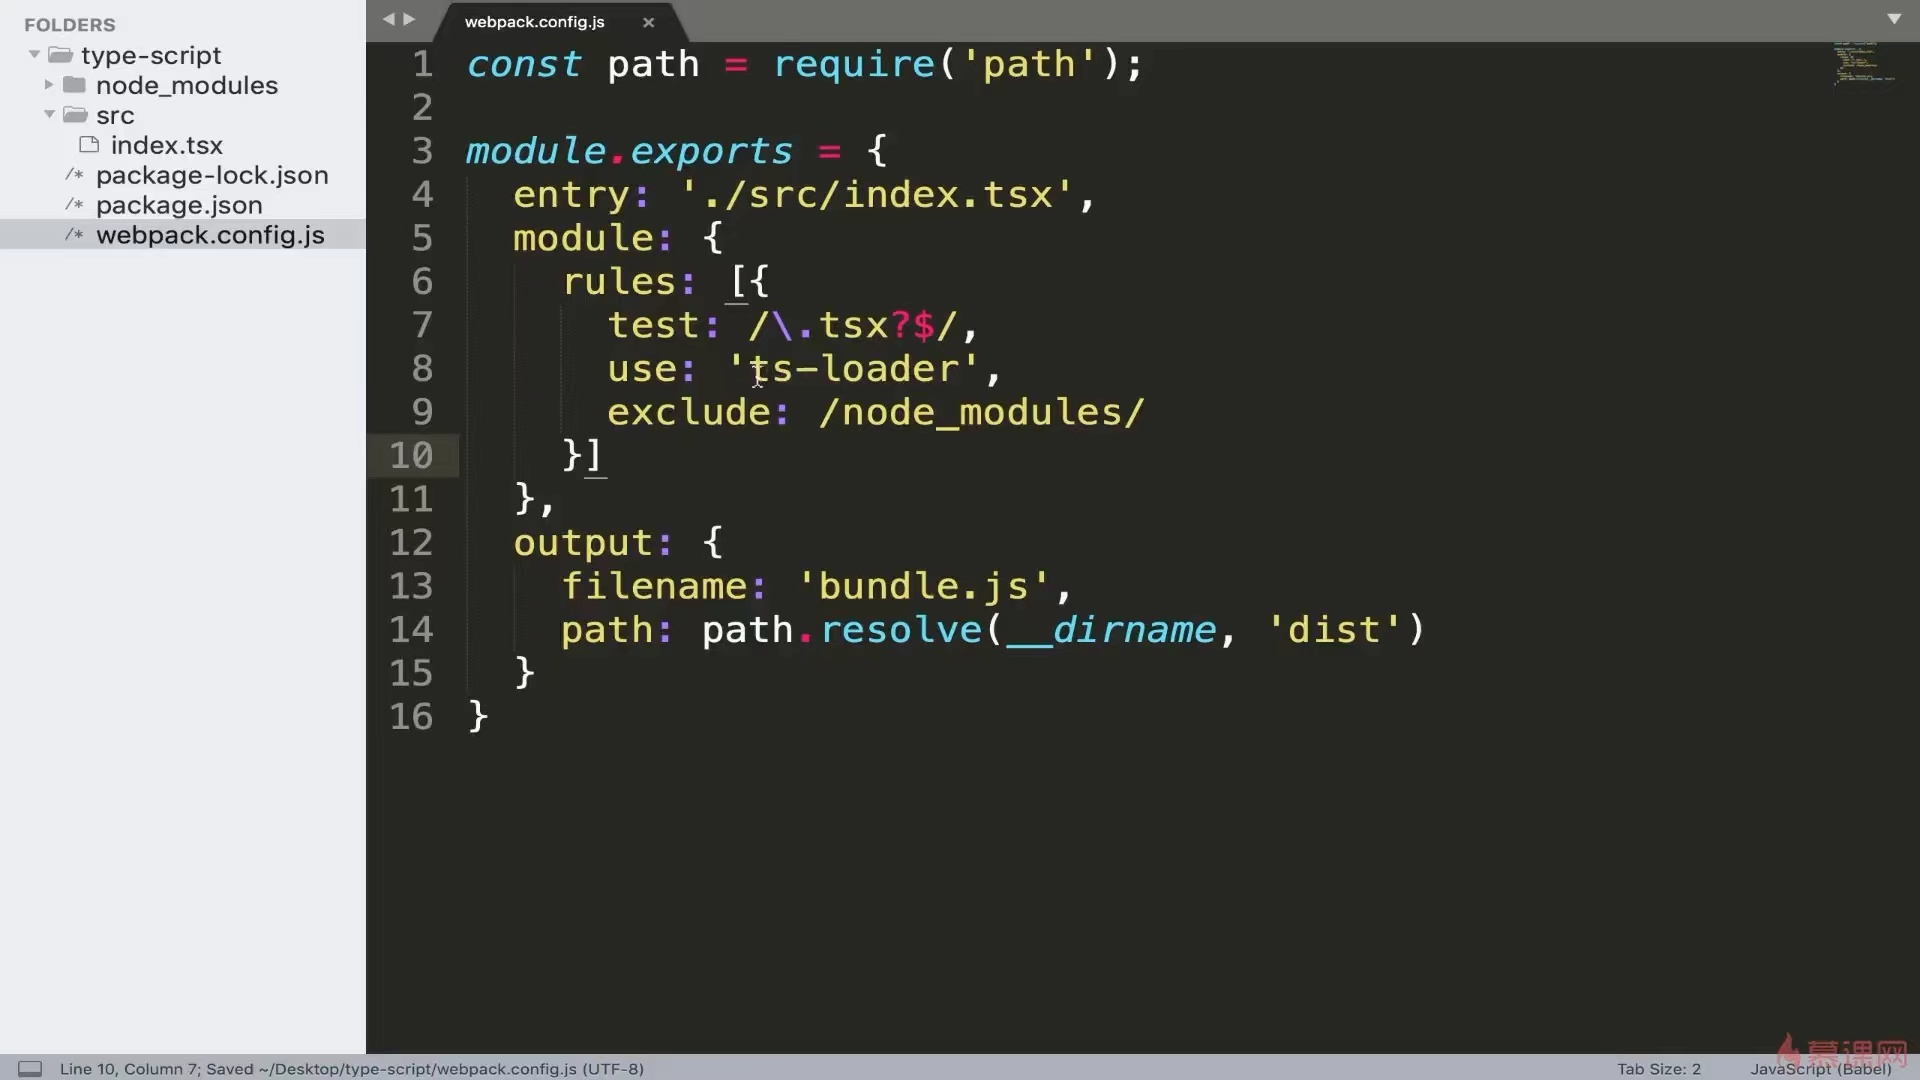 FOLDERS
type-script
node_modules
src
index.tsx
/* package-lock.json
/* package.json
/* webpack.config.js
webpack.config.js ×
1 const path = require('path');
2
3 module.exports = {
4 entry: './src/index.tsx',
5 module: {
6 rules: [{
7 test: /\.tsx?$/,
8 use: 'ts-loader',
9 exclude: /node_modules/
10 }]
11 },
12 output: {
13 filename: 'bundle.js',
14 path: path.resolve(__dirname, 'dist')
15 }
16 }
慕课网
Line 10, Column 7; Saved ~/Desktop/type-script/webpack.config.js (UTF-8)
Tab Size: 2
JavaScript (Babel)